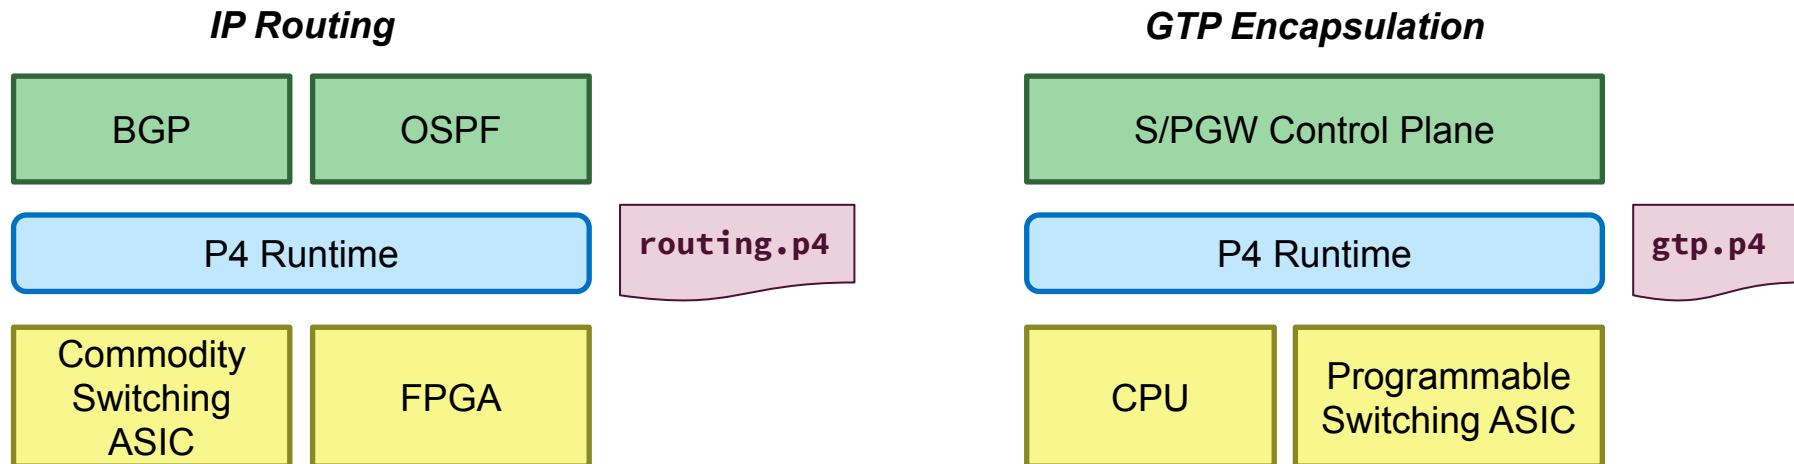 IP Routing
BGP
OSPF
P4 Runtime
routing.p4
Commodity
Switching
ASIC
FPGA
GTP Encapsulation
S/PGW Control Plane
P4 Runtime
gtp.p4
CPU
Programmable
Switching ASIC